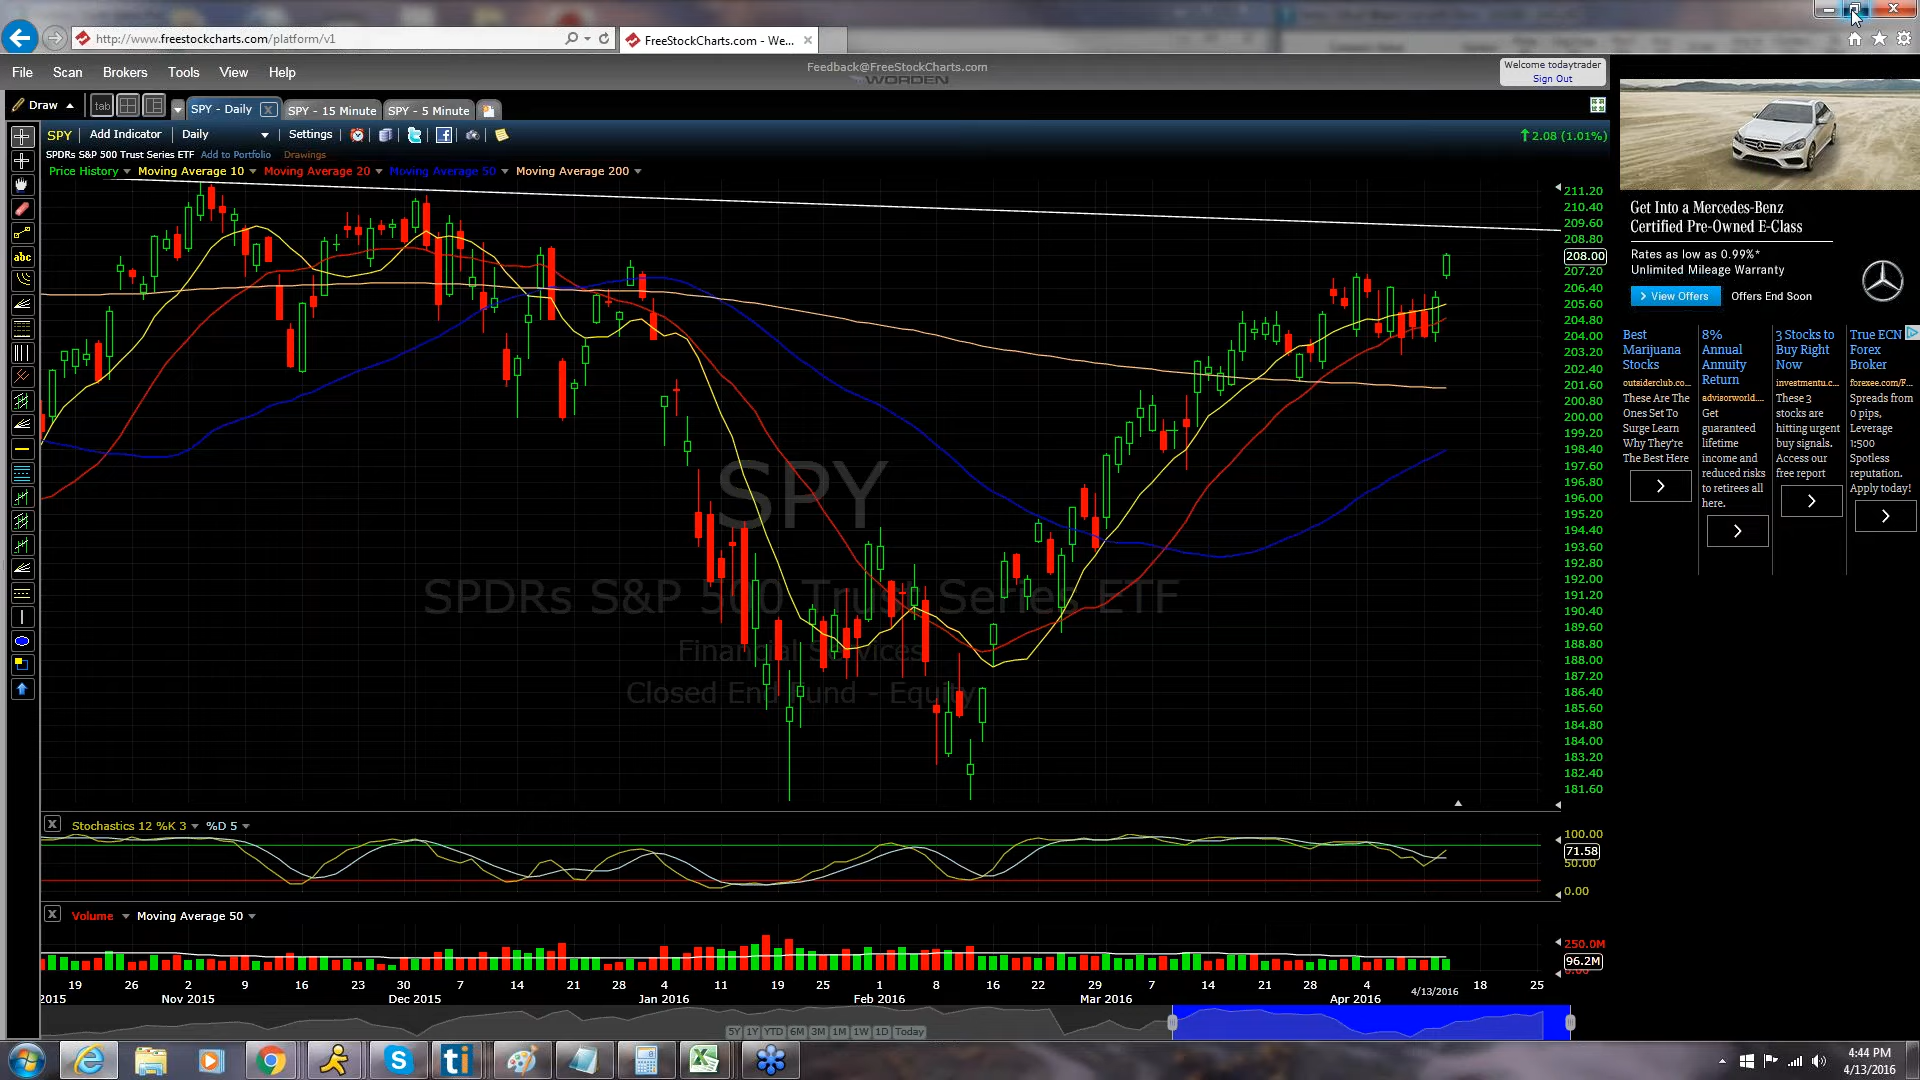 http://www.freestockcharts.com/platform/v1
FreeStockCharts.com - We...
File Scan Brokers Tools View Help
Feedback@FreeStockCharts.com
WORDEN
Welcome todaytrader
Sign Out
Draw tab SPY - Daily SPY - 15 Minute SPY - 5 Minute
SPY Add Indicator Daily Settings
2.08 (1.01%)
SPDRs S&P 500 Trust Series ETF Add to Portfolio Drawings
Price History Moving Average 10 Moving Average 20 Moving Average 50 Moving Average 200
abc
211.20
210.40
209.60
208.80
208.00
207.20
206.40
205.60
204.80
204.00
203.20
202.40
201.60
200.80
200.00
199.20
198.40
197.60
196.80
196.00
195.20
194.40
193.60
192.80
192.00
191.20
190.40
189.60
188.80
188.00
187.20
186.40
185.60
184.80
184.00
183.20
182.40
181.60
SPY
SPDRs S&P 500 Trust Series ETF
Financial Services
Closed End Fund - Equity
Stochastics 12 %K 3 %D 5
100.00
71.58
50.00
0.00
Volume Moving Average 50
250.0M
96.2M
0.00
19 26 2 9 16 23 30 7 14 21 28 4 11 19 25 1 8 16 22 29 7 14 21 28 4 4/13/2016 18 25
2015 Nov 2015 Dec 2015 Jan 2016 Feb 2016 Mar 2016 Apr 2016
5Y 1Y YTD 6M 3M 1M 1W 1D Today
Get Into a Mercedes-Benz
Certified Pre-Owned E-Class
Rates as low as 0.99%*
Unlimited Mileage Warranty
View Offers Offers End Soon
Best
Marijuana
Stocks
outsiderclub.co...
These Are The
Ones Set To
Surge Learn
Why They're
The Best Here
8%
Annual
Annuity
Return
advisorworld....
Get
guaranteed
lifetime
income and
reduced risks
to retirees all
here.
3 Stocks to
Buy Right
Now
investmentu.c...
These 3
stocks are
hitting urgent
buy signals.
Access our
free report
True ECN
Forex
Broker
forexee.com/F...
Spreads from
0 pips,
Leverage
1:500
Spotless
reputation.
Apply today!
4:44 PM
4/13/2016